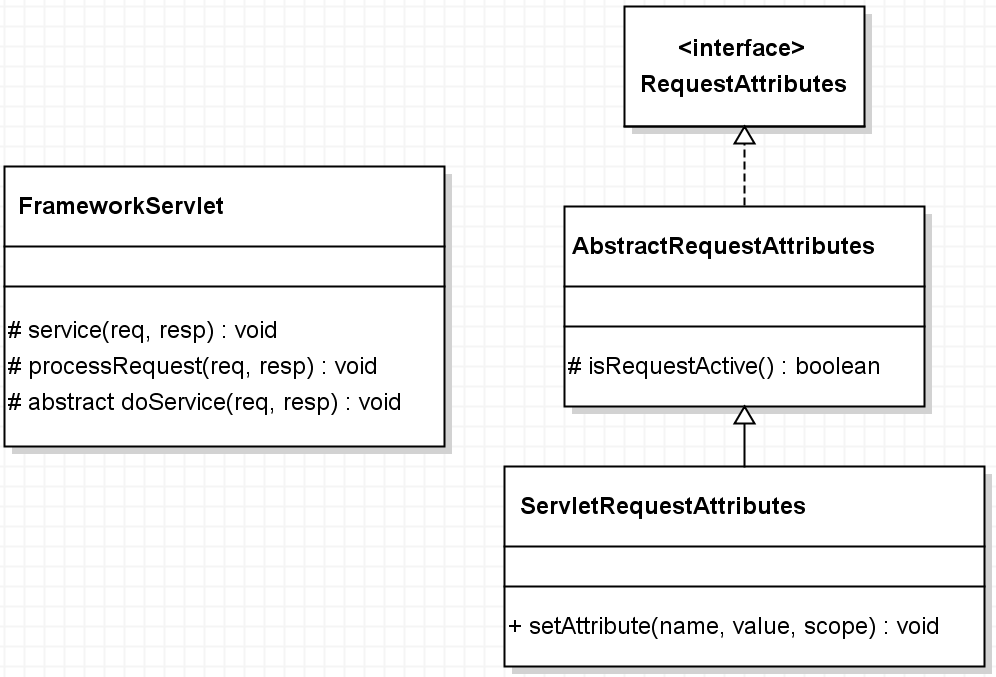 <interface>
RequestAttributes
FrameworkServlet
# service(req, resp) : void
# processRequest(req, resp) : void
# abstract doService(req, resp) : void
AbstractRequestAttributes
# isRequestActive() : boolean
ServletRequestAttributes
+ setAttribute(name, value, scope) : void